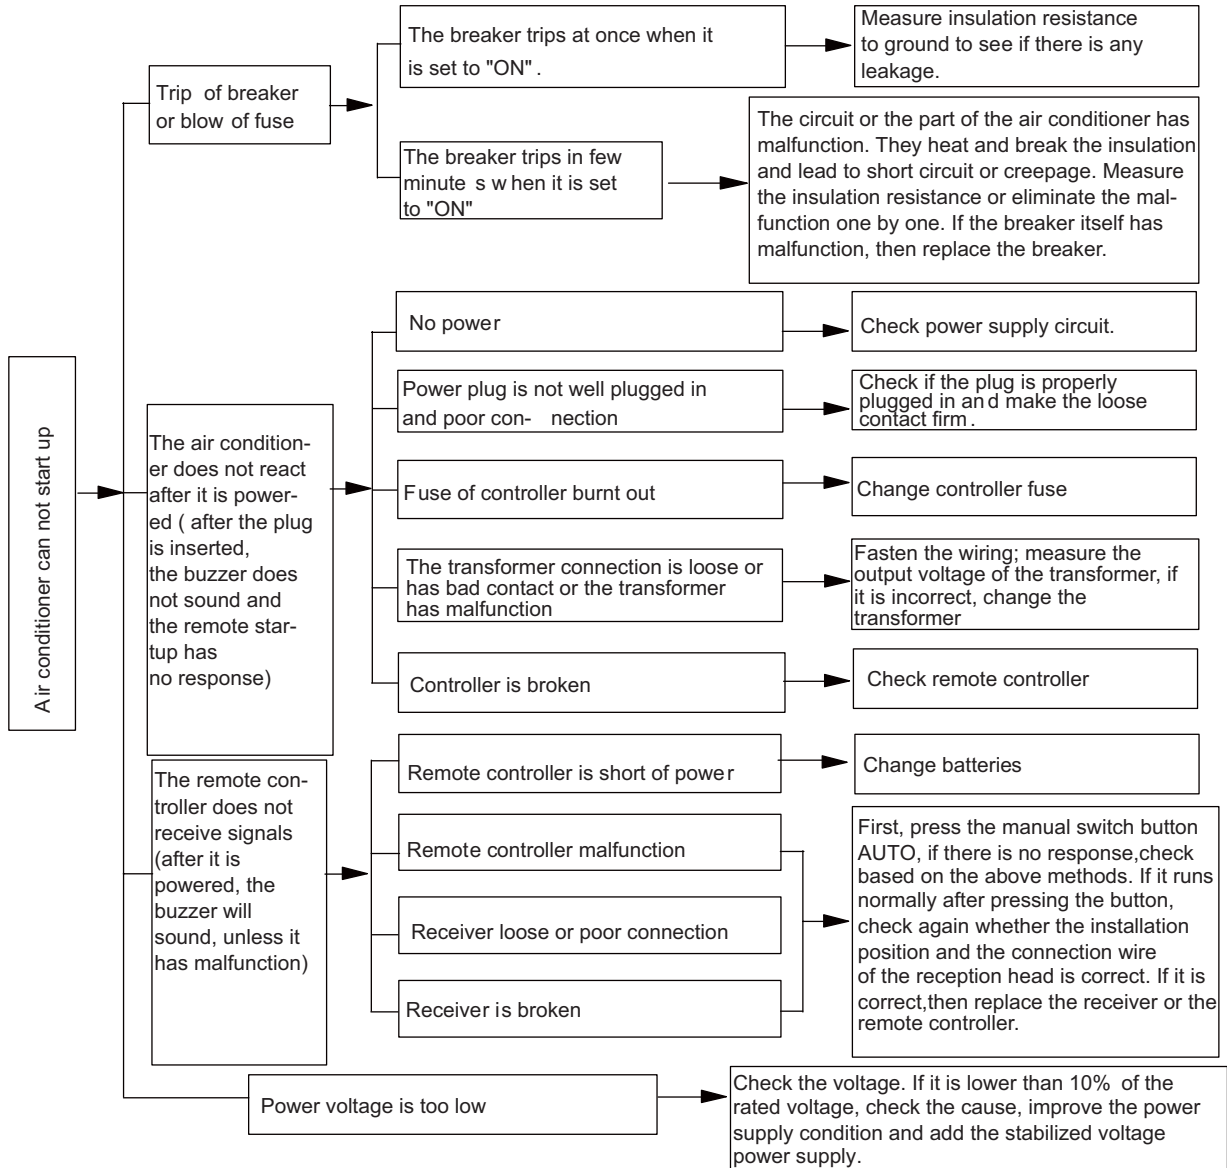 Air conditioner can not start up
Trip of breaker
or blow of fuse
The breaker trips at once when it
is set to "ON".
Measure insulation resistance
to ground to see if there is any
leakage.
The breaker trips in few
minute s w hen it is set
to "ON"
The circuit or the part of the air conditioner has
malfunction. They heat and break the insulation
and lead to short circuit or creepage. Measure
the insulation resistance or eliminate the mal-
function one by one. If the breaker itself has
malfunction, then replace the breaker.
The air condition-
er does not react
after it is power-
ed ( after the plug
is inserted,
the buzzer does
not sound and
the remote star-
tup has
no response)
No power
Check power supply circuit.
Power plug is not well plugged in
and poor con- nection
Check if the plug is properly
plugged in and make the loose
contact firm.
Fuse of controller burnt out
Change controller fuse
The transformer connection is loose or
has bad contact or the transformer
has malfunction
Fasten the wiring; measure the
output voltage of the transformer, if
it is incorrect, change the
transformer
Controller is broken
Check remote controller
The remote con-
troller does not
receive signals
(after it is
powered, the
buzzer will
sound, unless it
has malfunction)
Remote controller is short of power
Change batteries
Remote controller malfunction
Receiver loose or poor connection
Receiver is broken
First, press the manual switch button
AUTO, if there is no response,check
based on the above methods. If it runs
normally after pressing the button,
check again whether the installation
position and the connection wire
of the reception head is correct. If it is
correct,then replace the receiver or the
remote controller.
Power voltage is too low
Check the voltage. If it is lower than 10% of the
rated voltage, check the cause, improve the power
supply condition and add the stabilized voltage
power supply.